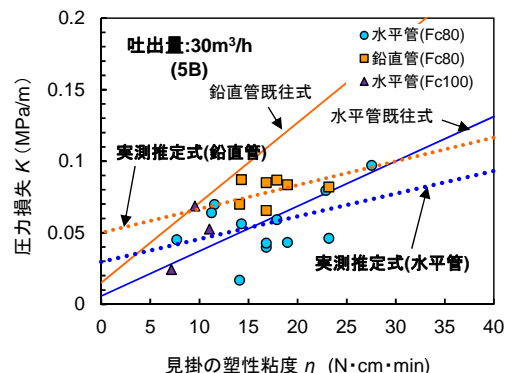 吐出量:30m³/h
(5B)
水平管(Fc80)
鉛直管(Fc80)
水平管(Fc100)
鉛直管既往式
水平管既往式
実測推定式(鉛直管)
実測推定式(水平管)
圧力損失 K (MPa/m)
0.2
0.15
0.1
0.05
0
0 5 10 15 20 25 30 35 40
見掛の塑性粘度 η (N・cm・min)